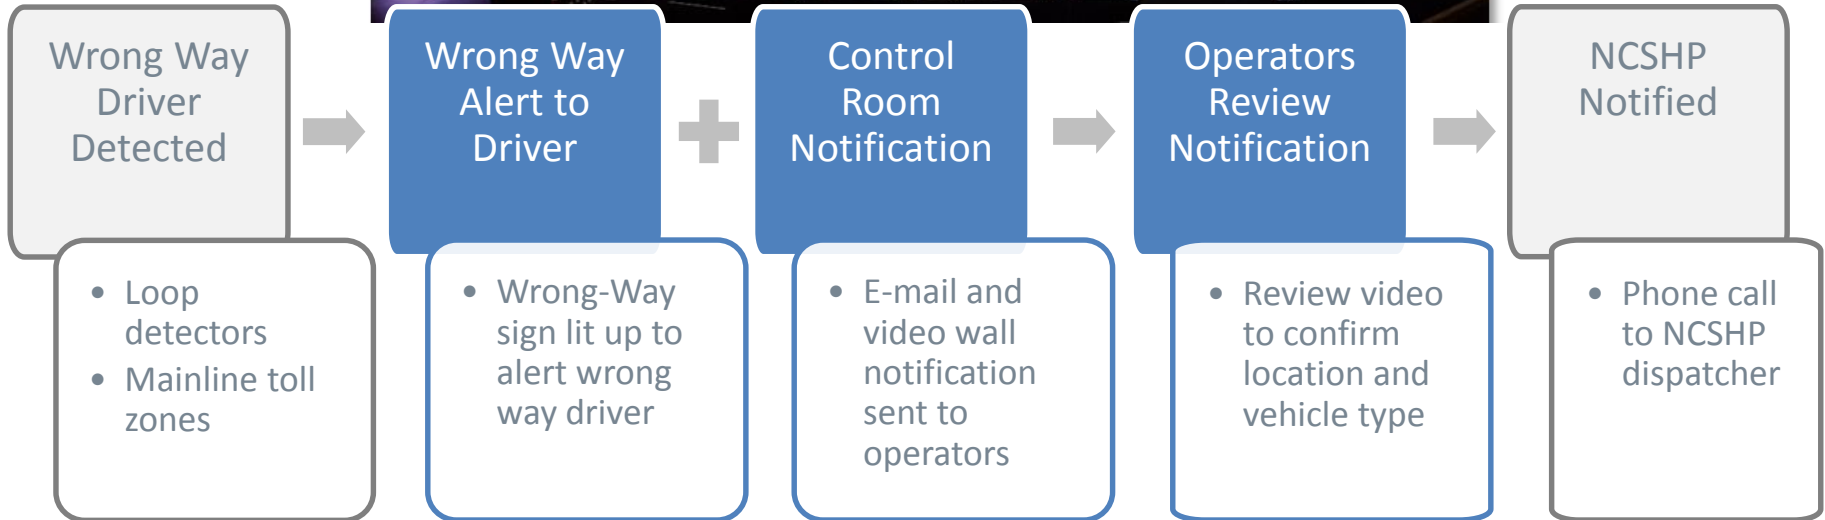 Wrong Way
Driver
Detected
• Loop
detectors
• Mainline toll
zones
Wrong Way
Alert to
Driver
• Wrong-Way
sign lit up to
alert wrong
way driver
Control
Room
Notification
• E-mail and
video wall
notification
sent to
operators
Operators
Review
Notification
• Review video
to confirm
location and
vehicle type
NCSHP
Notified
• Phone call
to NCSHP
dispatcher